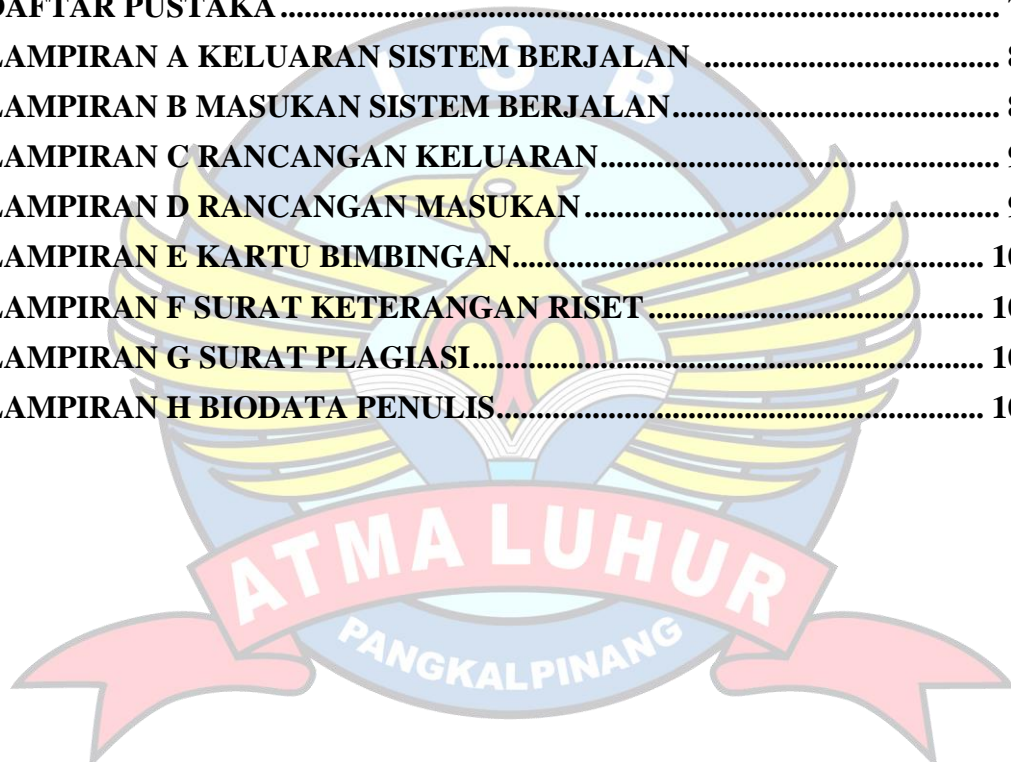 DAFTAR PUSTAKA
LAMPIRAN A KELUARAN SISTEM BERJALAN
LAMPIRAN B MASUKAN SISTEM BERJALAN
LAMPIRAN C RANCANGAN KELUARAN
LAMPIRAN D RANCANGAN MASUKAN
LAMPIRAN E KARTU BIMBINGAN
LAMPIRAN F SURAT KETERANGAN RISET
LAMPIRAN G SURAT PLAGIASI
LAMPIRAN H BIODATA PENULIS
I S B
ATMA LUHUR
PANGKALPINANG